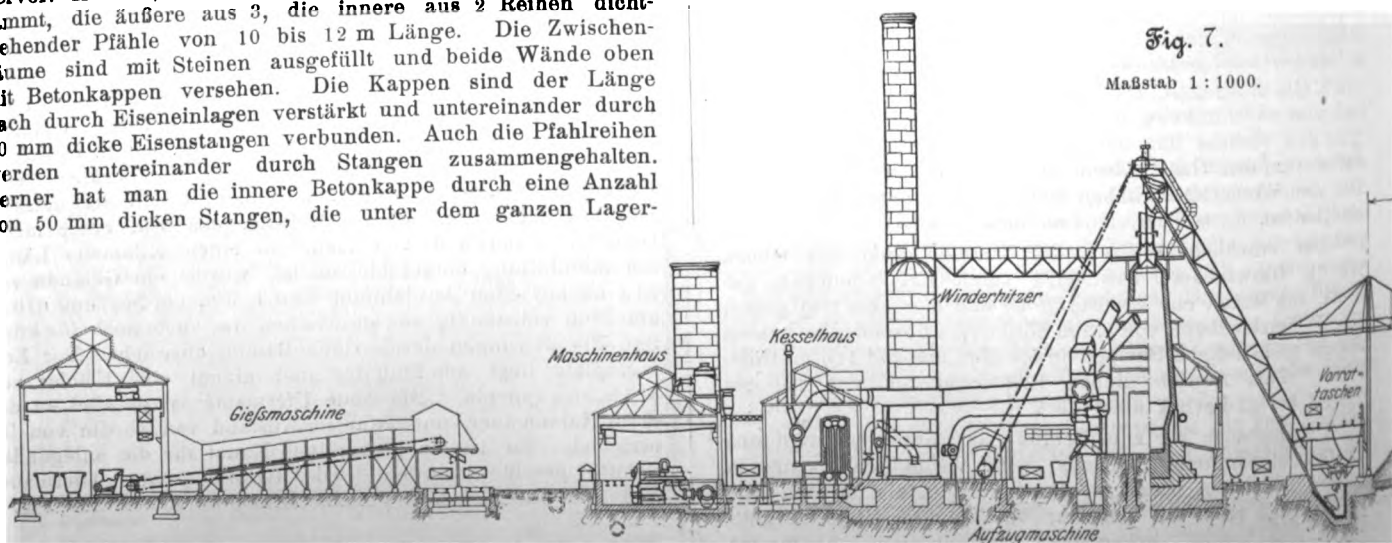 ammt, die äußere aus 3, die innere aus 2 Reihen dicht-
ehender Pfähle von 10 bis 12 m Länge. Die Zwischen-
ume sind mit Steinen ausgefüllt und beide Wände oben
it Betonkappen versehen. Die Kappen sind der Länge
ach durch Eiseneinlagen verstärkt und untereinander durch
0 mm dicke Eisenstangen verbunden. Auch die Pfahlreihen
erden untereinander durch Stangen zusammengehalten.
erner hat man die innere Betonkappe durch eine Anzahl
on 50 mm dicken Stangen, die unter dem ganzen Lager-
Fig. 7.
Maßstab 1:1000.
Winderhitzer
Kesselhaus
Maschinenhaus
Gießmaschine
Vorrat-
taschen
Aufzugmaschine